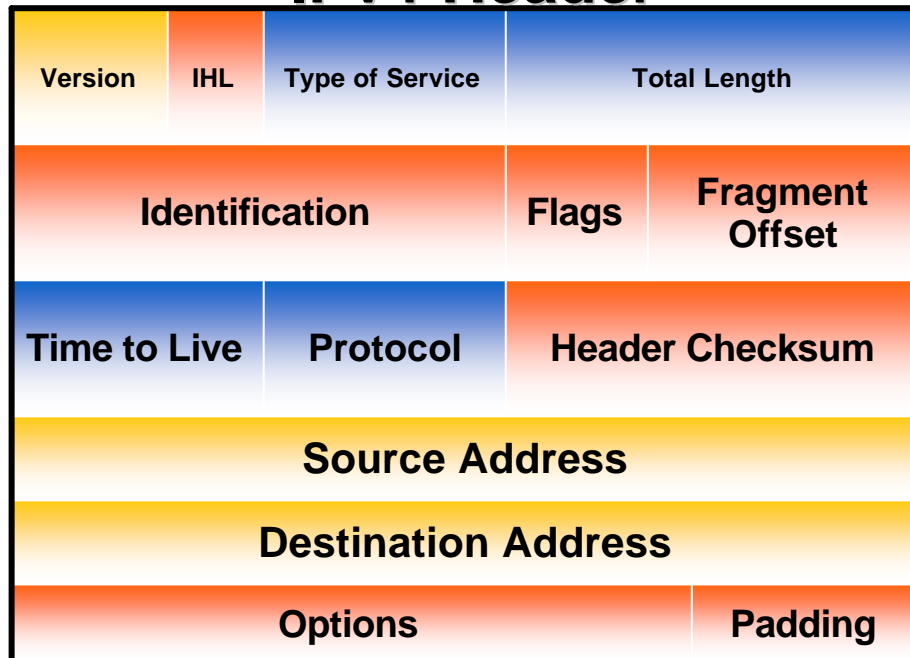 Header
Version IHL Type of Service Total Length
Identification Flags Fragment
Offset
Time to Live Protocol Header Checksum
Source Address
Destination Address
Options Padding